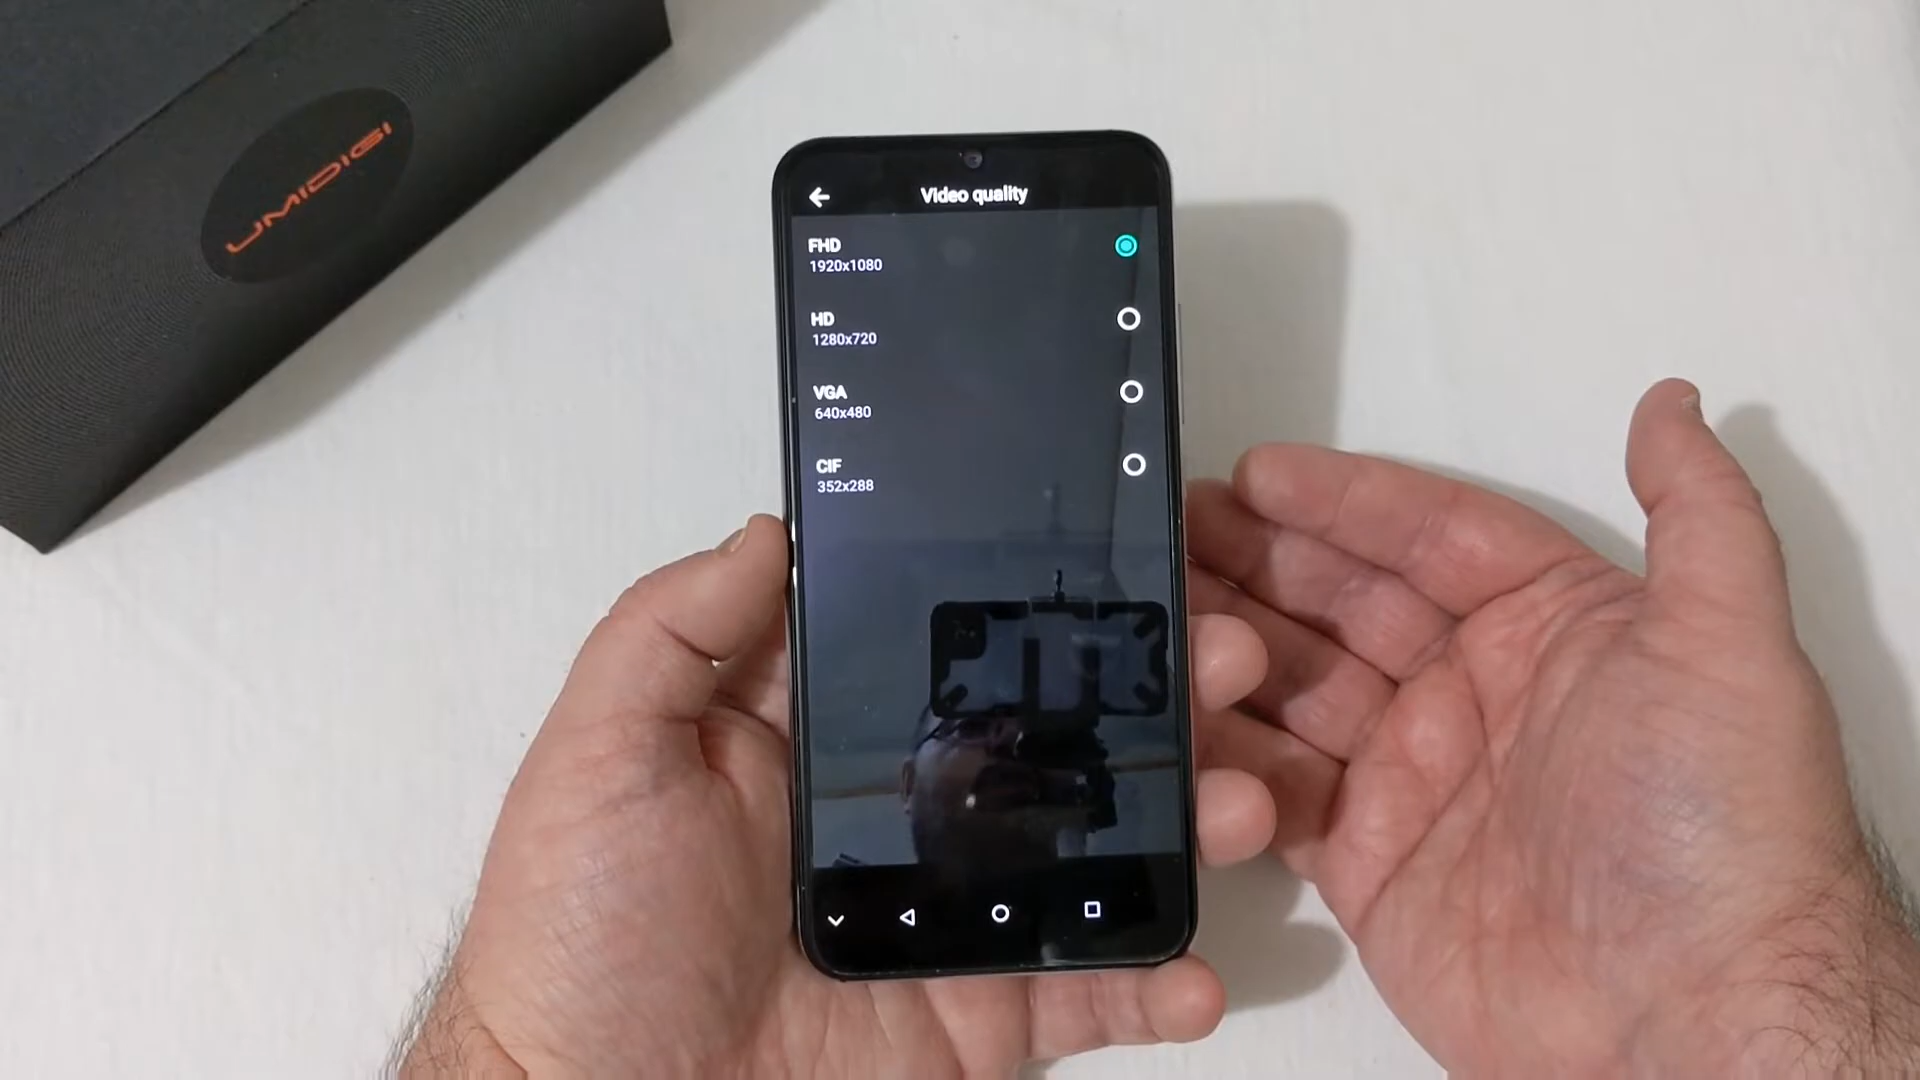 UMIDIGI
Video quality
FHD
1920x1080
HD
1280x720
VGA
640x480
CIF
352x288